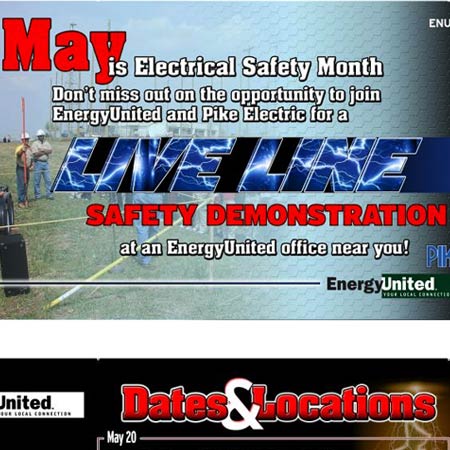 ENU
May
is Electrical Safety Month
Don't miss out on the opportunity to join
EnergyUnited and Pike Electric for a
LIVE LINE
SAFETY DEMONSTRATION
at an EnergyUnited office near you!
PIK
EnergyUnited.
YOUR LOCAL CONNECTION
United.
YOUR LOCAL CONNECTION
Dates & Locations
May 20